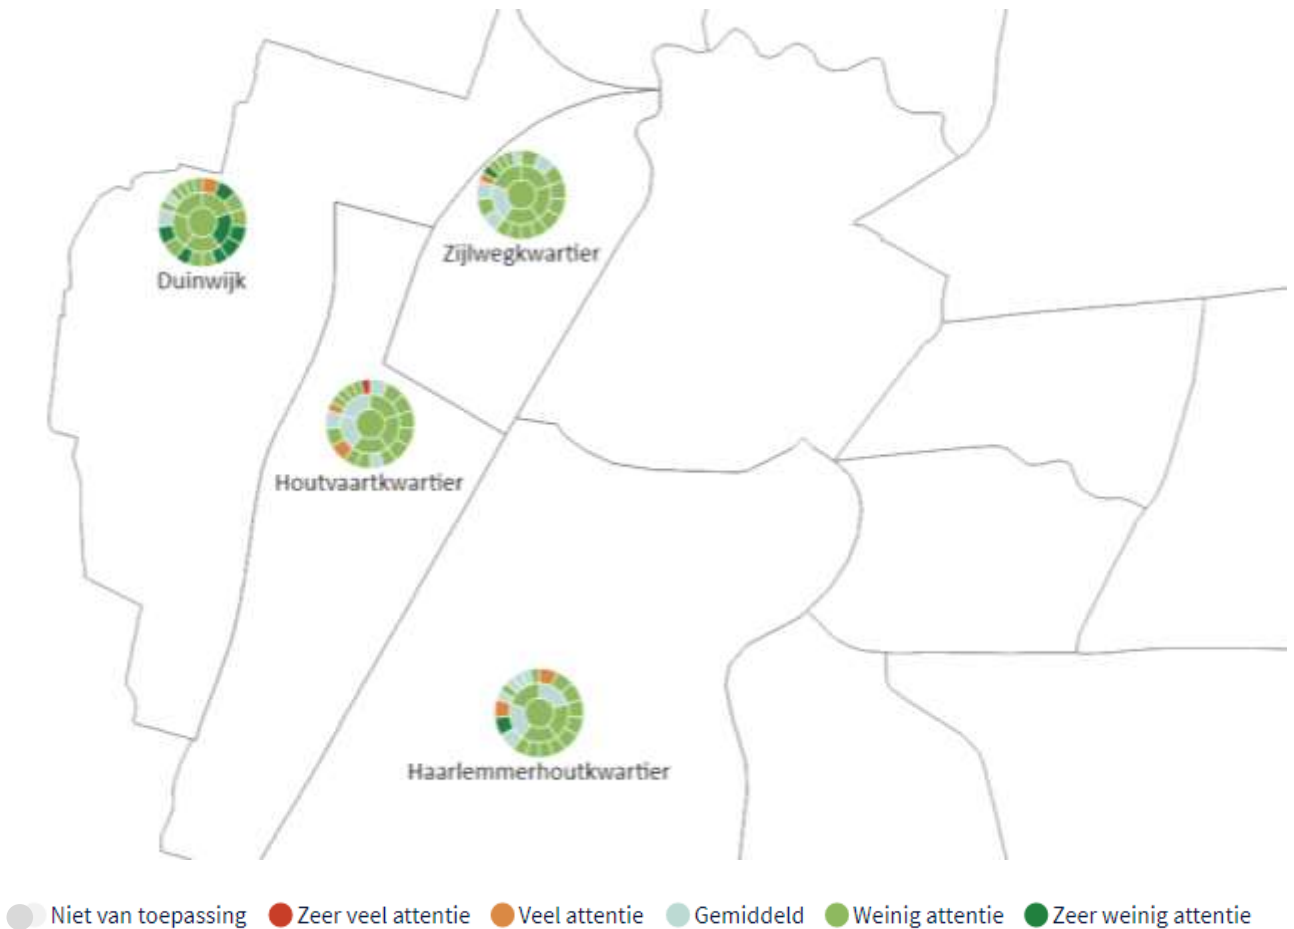 Zijlwegkwartier
Duinwijk
Houtvaartkwartier
Haarlemmerhoutkwartier
Niet van toepassing Zeer veel attentie Veel attentie Gemiddeld Weinig attentie Zeer weinig attentie